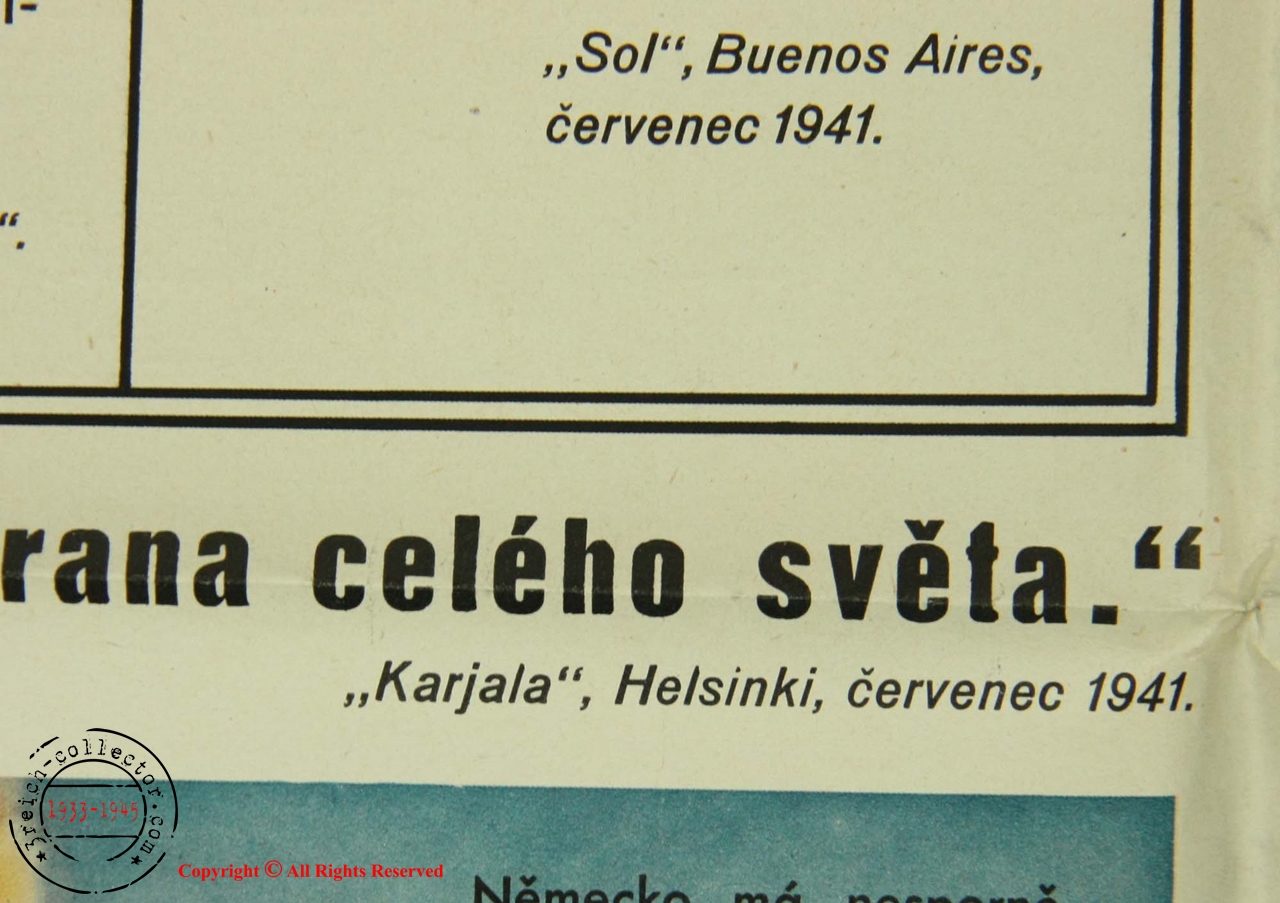 “.
„Sol“, Buenos Aires,
červenec 1941.
rana celého světa.“
„Karjala“, Helsinki, červenec 1941.
3reich-collector.com
1933-1945
Copyright © All Rights Reserved
Německo má nesporně